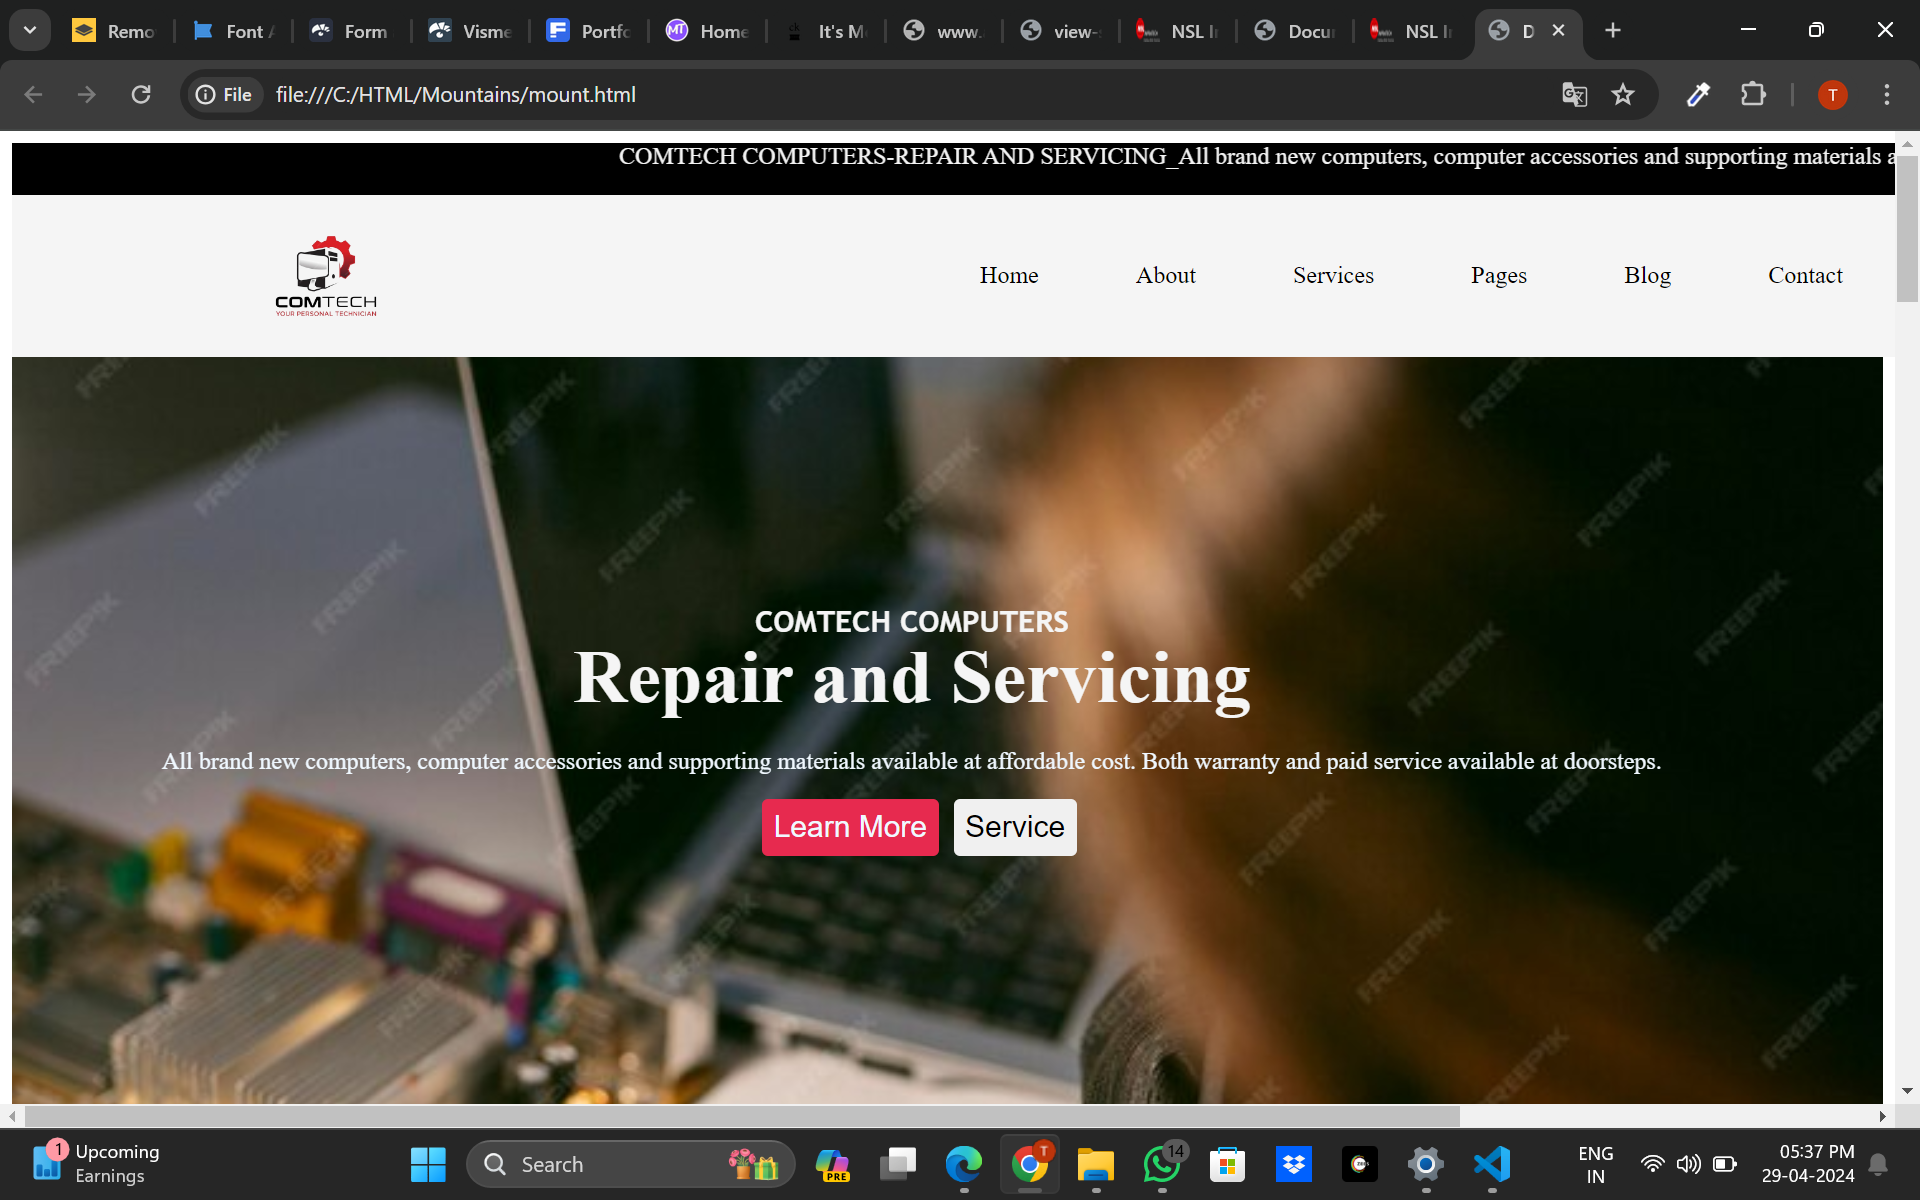 Remo
Font A
Form
Visme
Portfo
MT
Home
ck
It's M
www.
view-
NSL I
Docu
NSL I
D
File
file:///C:/HTML/Mountains/mount.html
T
COMTECH COMPUTERS-REPAIR AND SERVICING_All brand new computers, computer accessories and supporting materials a
COMTECH
YOUR PERSONAL TECHNICIAN
Home About Services Pages Blog Contact
COMTECH COMPUTERS
Repair and Servicing
All brand new computers, computer accessories and supporting materials available at affordable cost. Both warranty and paid service available at doorsteps.
Learn More Service
FREEPIK
1
Upcoming
Earnings
Search
PRE
T
14
ENG
IN
05:37 PM
29-04-2024